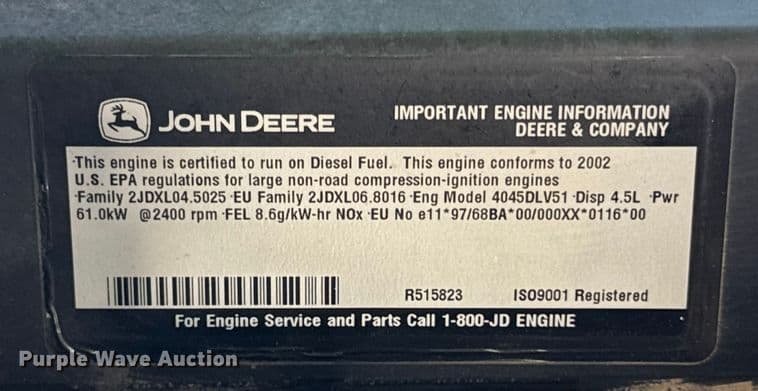 JOHN DEERE
IMPORTANT ENGINE INFORMATION
DEERE & COMPANY
·This engine is certified to run on Diesel Fuel. This engine conforms to 2002
U.S. EPA regulations for large non-road compression-ignition engines
·Family 2JDXL04.5025 ·EU Family 2JDXL06.8016 ·Eng Model 4045DLV51 ·Disp 4.5L ·Pwr
61.0kW @2400 rpm ·FEL 8.6g/kW-hr NOx ·EU No e11*97/68BA*00/000XX*0116*00
R515823 ISO9001 Registered
For Engine Service and Parts Call 1-800-JD ENGINE
Purple Wave Auction